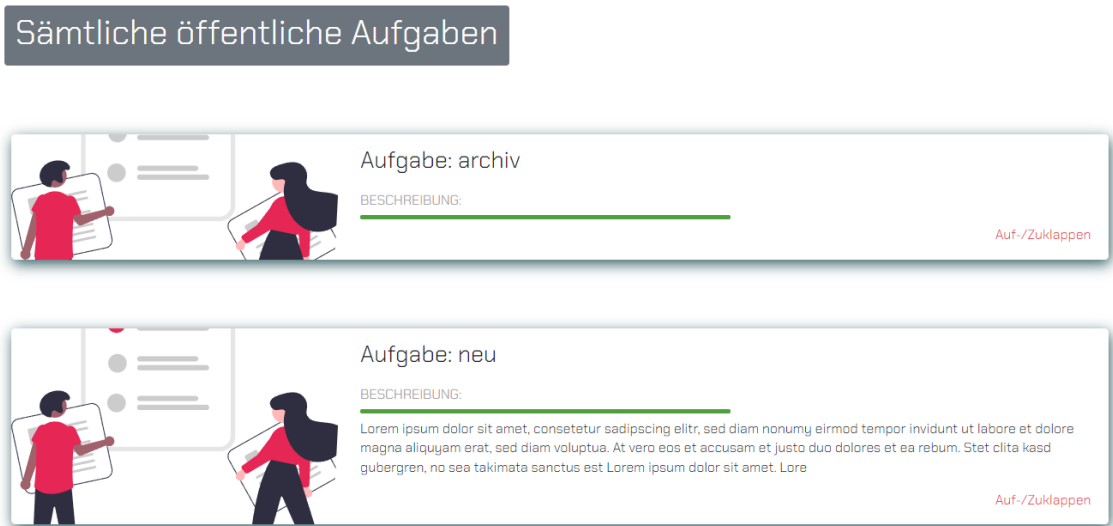 Sämtliche öffentliche Aufgaben
Aufgabe: archiv
BESCHREIBUNG:
Auf-/Zuklappen
Aufgabe: neu
BESCHREIBUNG:
Lorem ipsum dolor sit amet, consetetur sadipscing elitr, sed diam nonumy eirmod tempor invidunt ut labore et dolore
magna aliquyam erat, sed diam voluptua. At vero eos et accusam et justo duo dolores et ea rebum. Stet clita kasd
gubergren, no sea takimata sanctus est Lorem ipsum dolor sit amet. Lore
Auf-/Zuklappen